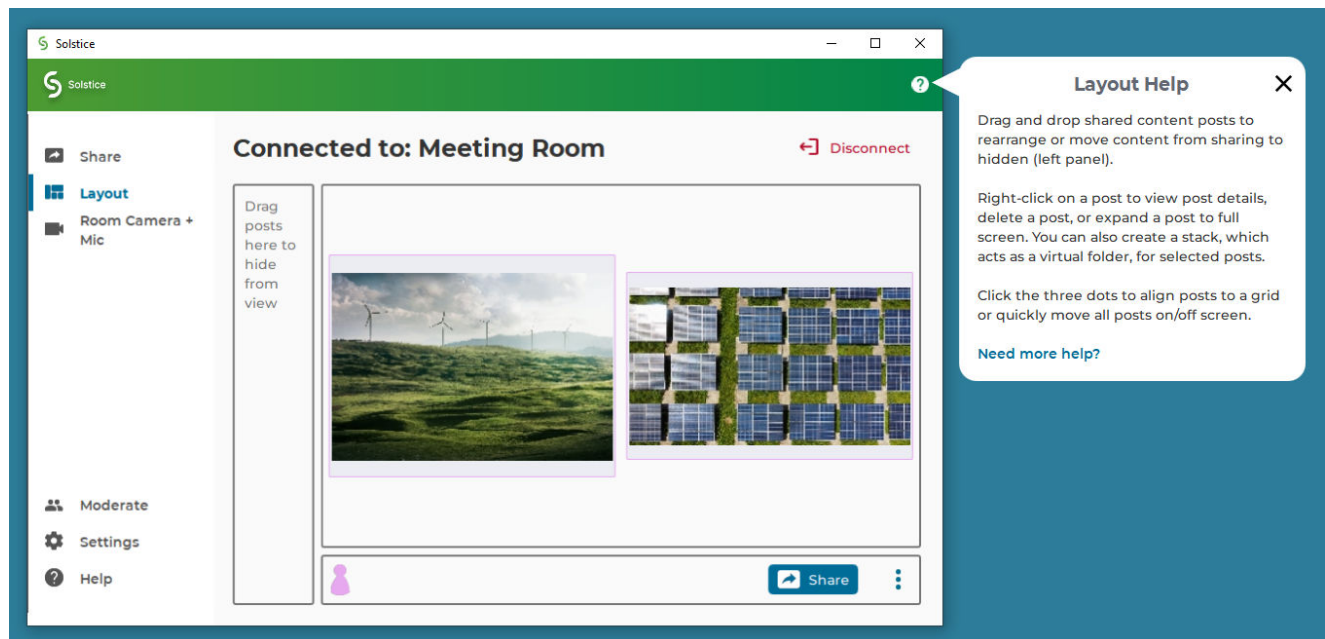 Solstice
Solstice
Share
Layout
Room Camera +
Mic
Moderate
Settings
Help
Connected to: Meeting Room
Disconnect
Drag
posts
here to
hide
from
view
Share
Layout Help
Drag and drop shared content posts to
rearrange or move content from sharing to
hidden (left panel).
Right-click on a post to view post details,
delete a post, or expand a post to full
screen. You can also create a stack, which
acts as a virtual folder, for selected posts.
Click the three dots to align posts to a grid
or quickly move all posts on/off screen.
Need more help?